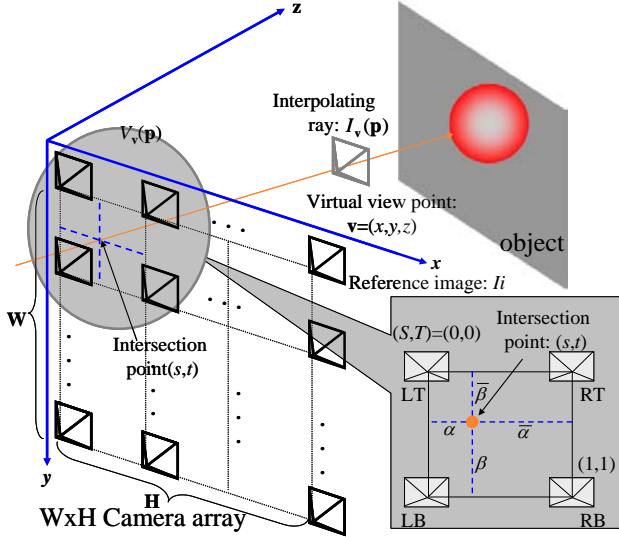 z
Interpolating
ray: I_v(p)
V_v(p)
Virtual view point:
v=(x,y,z)
object
x
Reference image: Ii
W
Intersection
point(s,t)
y
H
WxH Camera array
(S,T)=(0,0)
Intersection
point: (s,t)
LT
RT
β̅
α
α̅
β
(1,1)
LB
RB